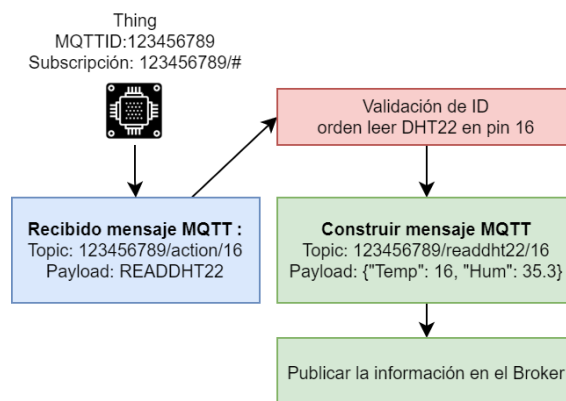 Thing
MQTTID:123456789
Subscripción: 123456789/#
Validación de ID
orden leer DHT22 en pin 16
Recibido mensaje MQTT :
Topic: 123456789/action/16
Payload: READDHT22
Construir mensaje MQTT
Topic: 123456789/readdht22/16
Payload: {"Temp": 16, "Hum": 35.3}
Publicar la información en el Broker